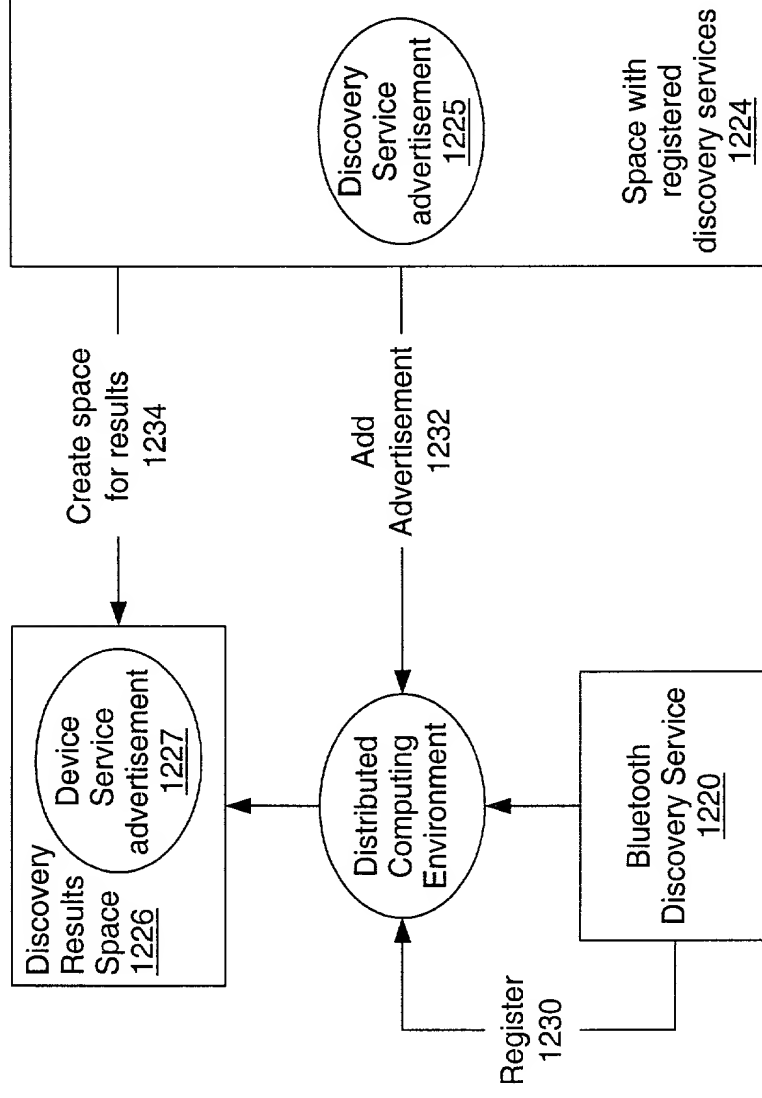 Discovery
Results
Space
1226
Device
Service
advertisement
1227
Create space
for results
1234
Distributed
Computing
Environment
Add
Advertisement
1232
Discovery
Service
advertisement
1225
Space with
registered
discovery services
1224
Register
1230
Bluetooth
Discovery Service
1220